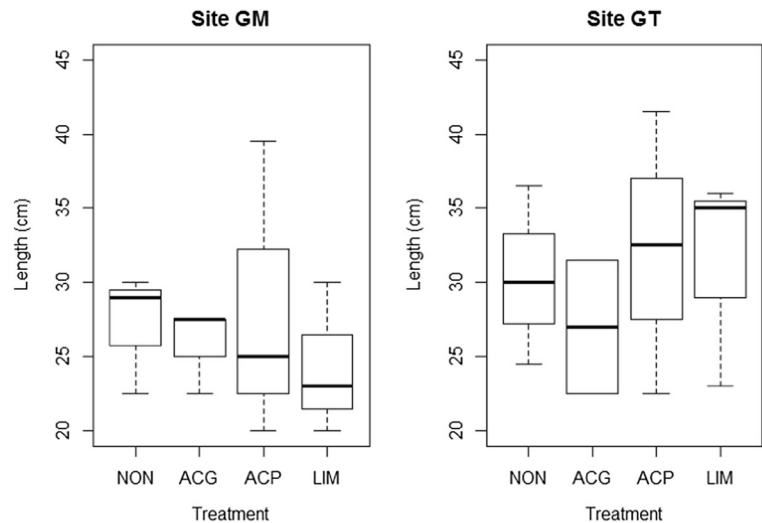 Site GM
Length (cm)
45
40
35
30
25
20
NON ACG ACP LIM
Treatment
Site GT
Length (cm)
45
40
35
30
25
20
NON ACG ACP LIM
Treatment